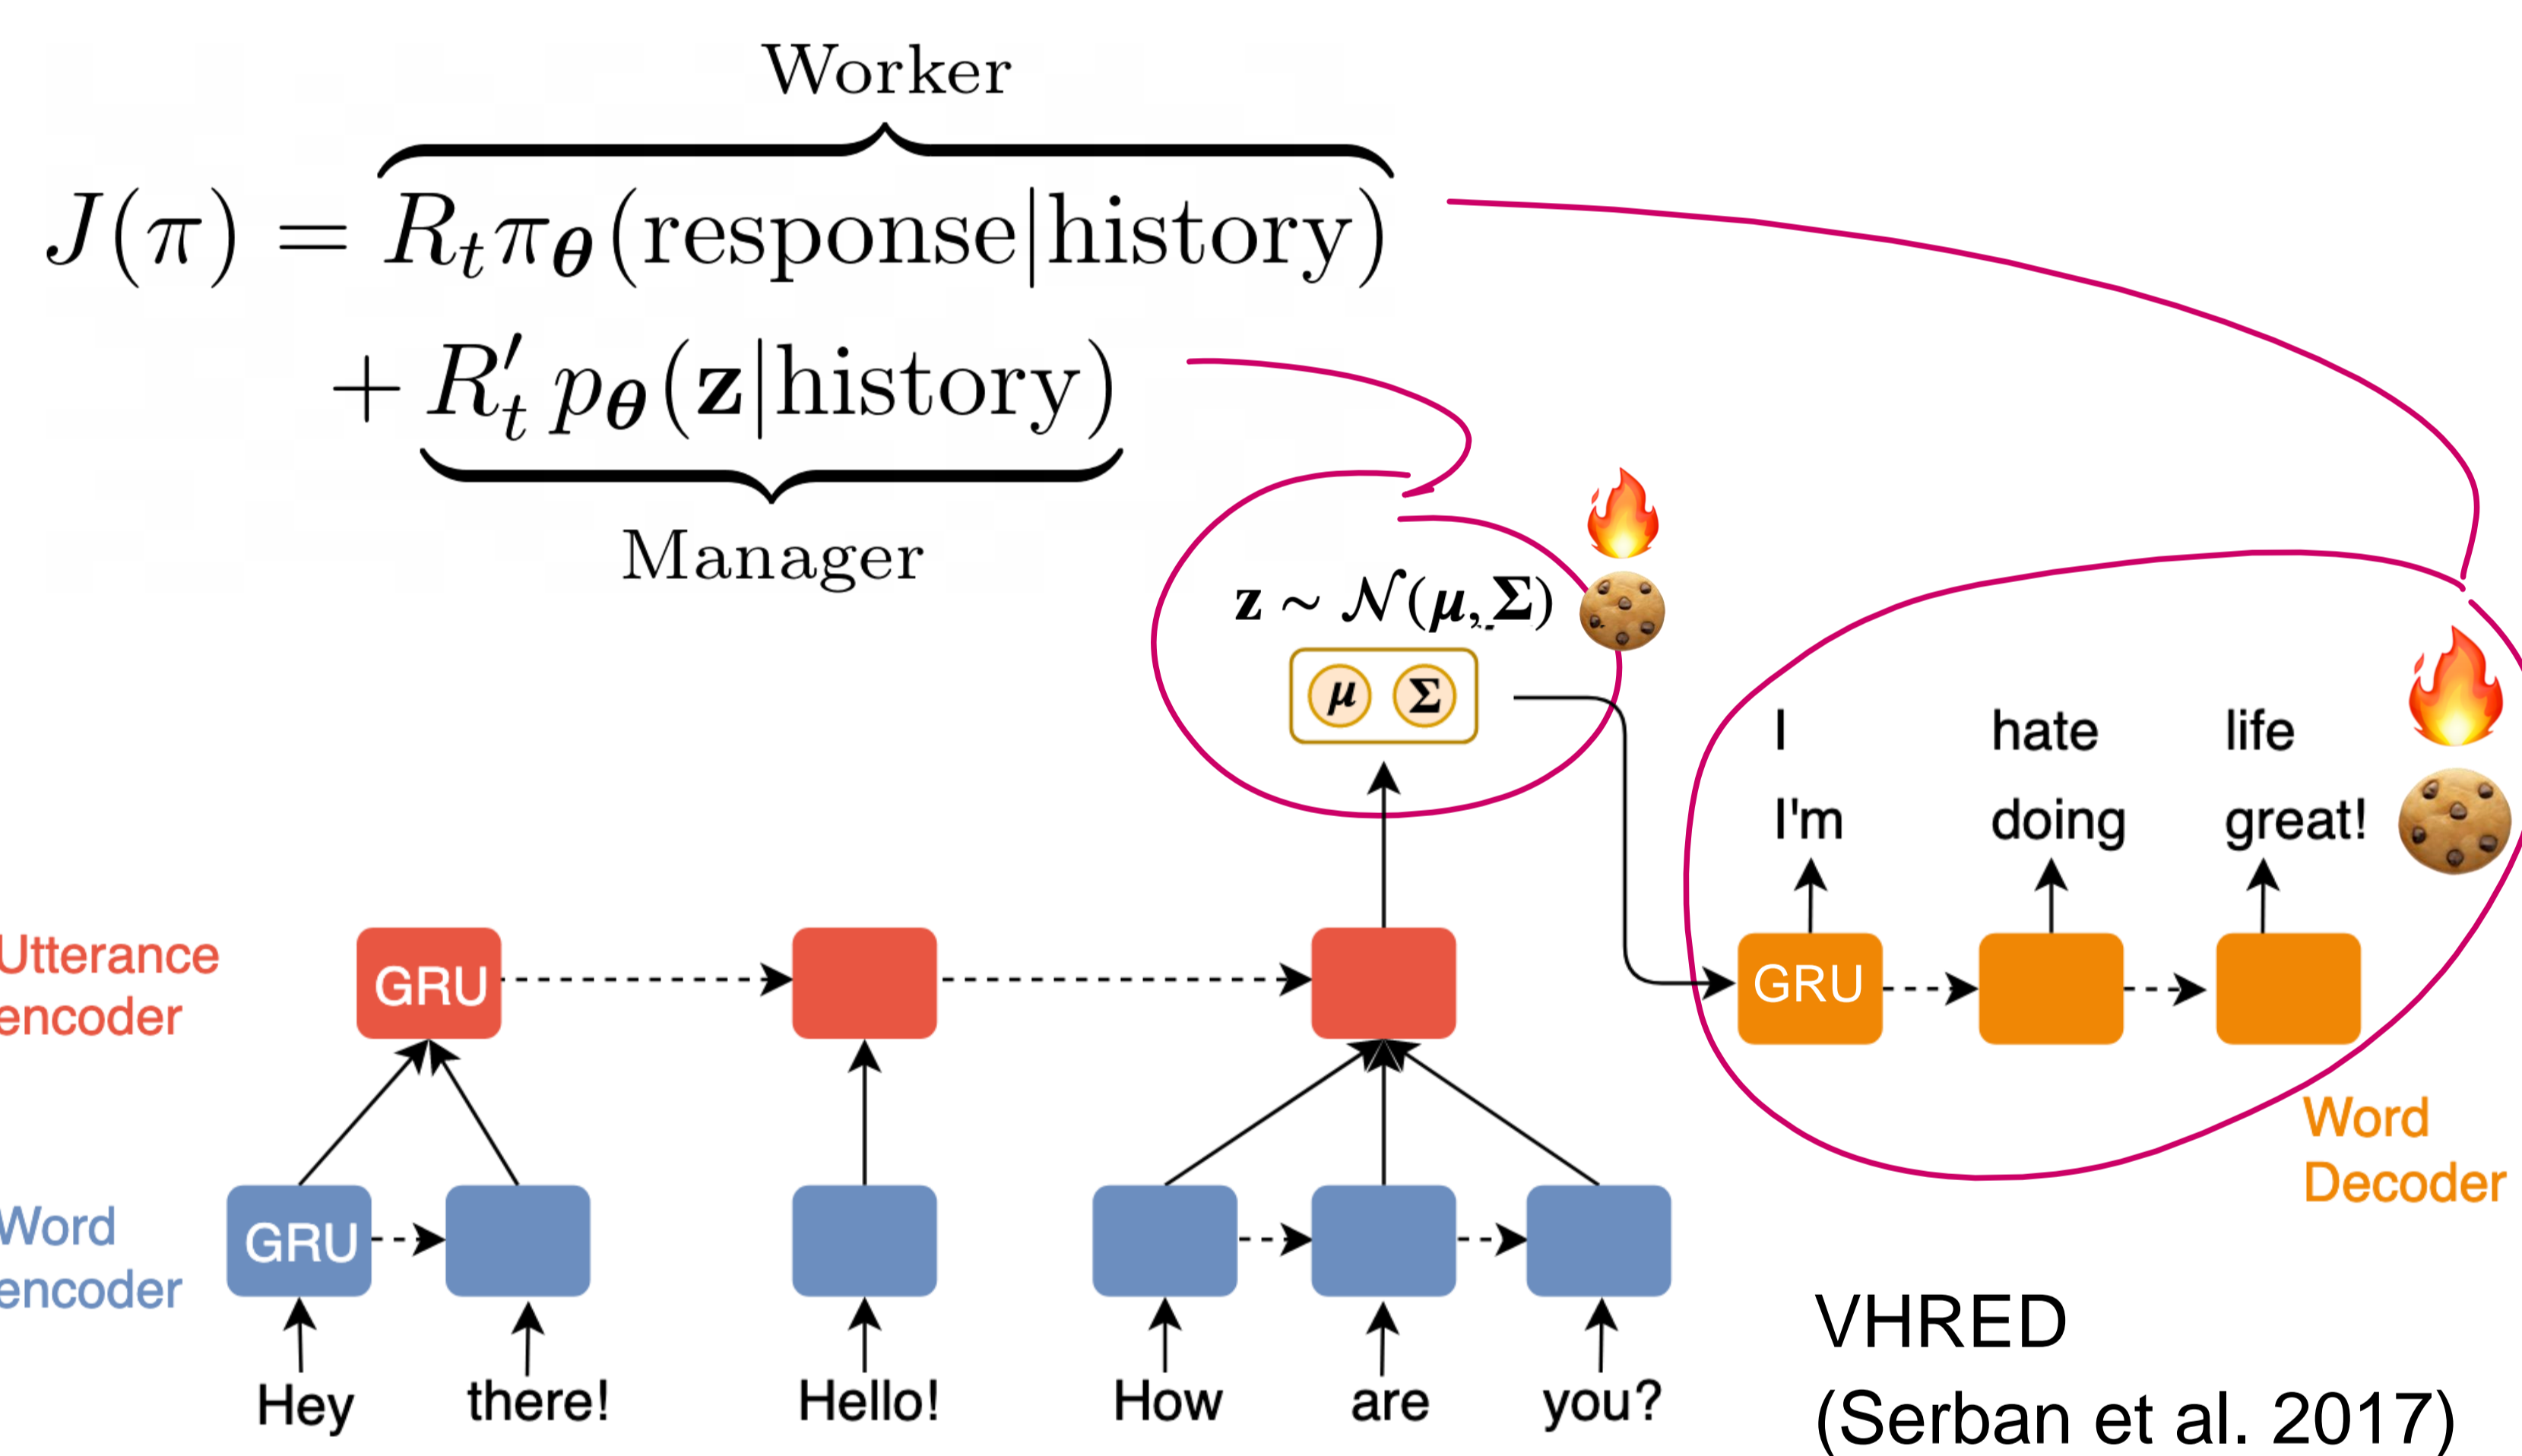 Worker
J(π) = R_t π_θ(response|history)
+ R′_t p_θ(z|history)
Manager
z ~ 𝒩(μ, Σ)
μ Σ
I hate life
I'm doing great!
Utterance
encoder
GRU
GRU
Word
Decoder
Word
encoder
GRU
Hey there! Hello! How are you?
VHRED
(Serban et al. 2017)